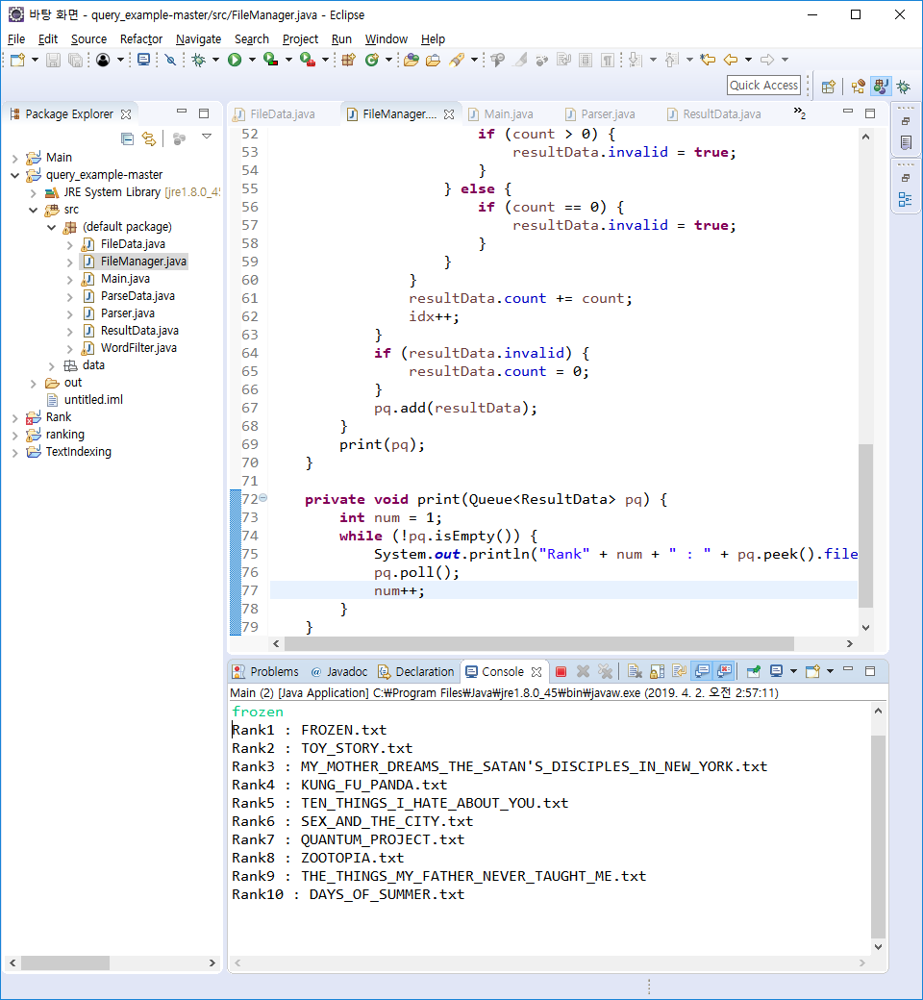 바탕 화면 - query_example-master/src/FileManager.java - Eclipse
File Edit Source Refactor Navigate Search Project Run Window Help
Quick Access
Package Explorer
Main
query_example-master
JRE System Library [jre1.8.0_45
src
(default package)
FileData.java
FileManager.java
Main.java
ParseData.java
Parser.java
ResultData.java
WordFilter.java
data
out
untitled.iml
Rank
ranking
TextIndexing
FileData.java FileManager.... Main.java Parser.java ResultData.java »2
52 if (count > 0) {
53 resultData.invalid = true;
54 }
55 } else {
56 if (count == 0) {
57 resultData.invalid = true;
58 }
59 }
60 }
61 resultData.count += count;
62 idx++;
63 }
64 if (resultData.invalid) {
65 resultData.count = 0;
66 }
67 pq.add(resultData);
68 }
69 print(pq);
70 }
71
72 private void print(Queue<ResultData> pq) {
73 int num = 1;
74 while (!pq.isEmpty()) {
75 System.out.println("Rank" + num + " : " + pq.peek().file
76 pq.poll();
77 num++;
78 }
79 }
Problems @ Javadoc Declaration Console
Main (2) [Java Application] C:₩Program Files₩Java₩jre1.8.0_45₩bin₩javaw.exe (2019. 4. 2. 오전 2:57:11)
frozen
Rank1 : FROZEN.txt
Rank2 : TOY_STORY.txt
Rank3 : MY_MOTHER_DREAMS_THE_SATAN'S_DISCIPLES_IN_NEW_YORK.txt
Rank4 : KUNG_FU_PANDA.txt
Rank5 : TEN_THINGS_I_HATE_ABOUT_YOU.txt
Rank6 : SEX_AND_THE_CITY.txt
Rank7 : QUANTUM_PROJECT.txt
Rank8 : ZOOTOPIA.txt
Rank9 : THE_THINGS_MY_FATHER_NEVER_TAUGHT_ME.txt
Rank10 : DAYS_OF_SUMMER.txt